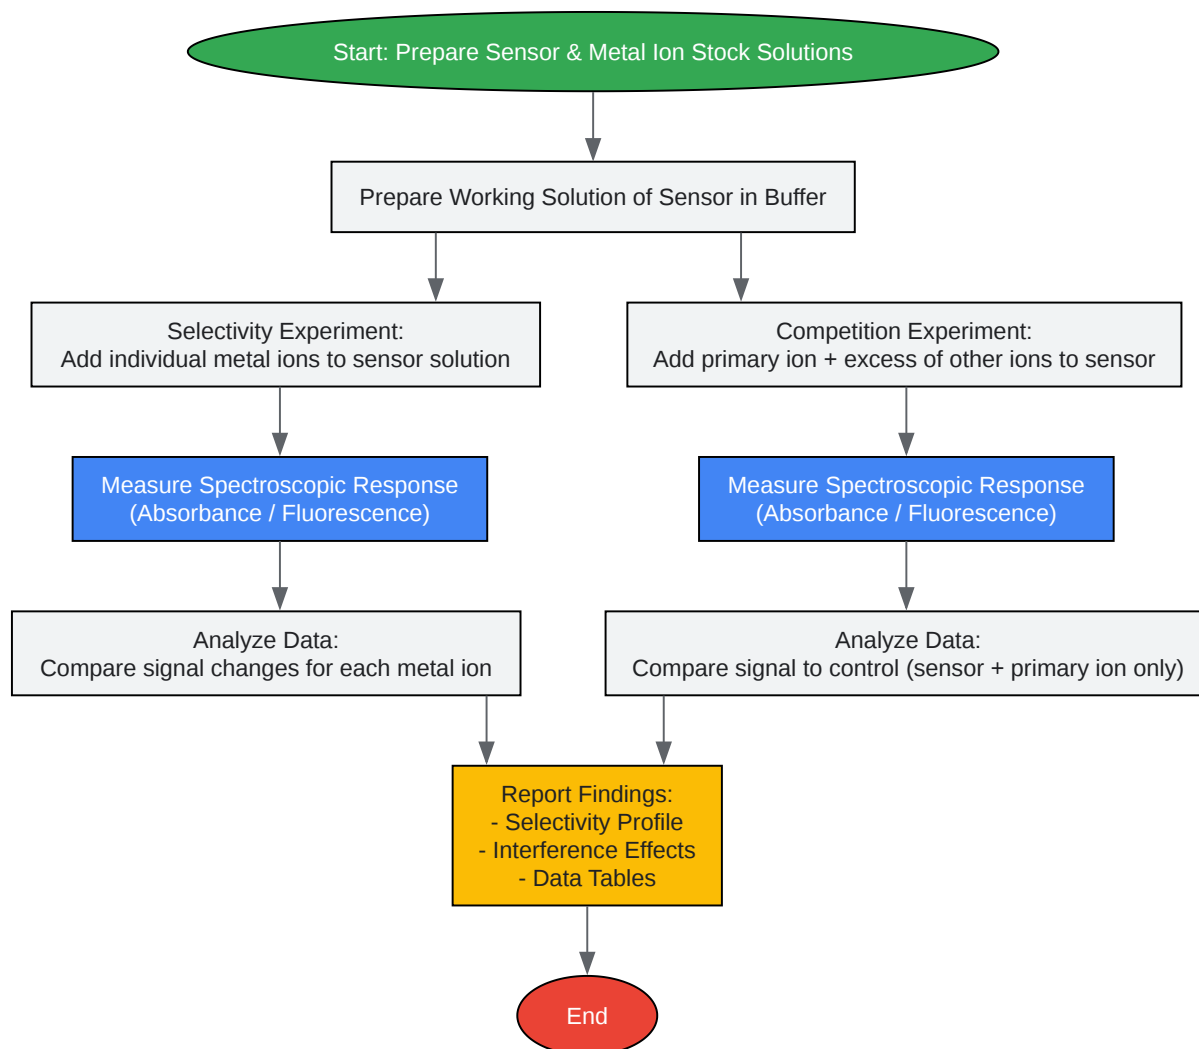 Start: Prepare Sensor & Metal Ion Stock Solutions
Prepare Working Solution of Sensor in Buffer
Selectivity Experiment:
Add individual metal ions to sensor solution
Competition Experiment:
Add primary ion + excess of other ions to sensor
Measure Spectroscopic Response
(Absorbance / Fluorescence)
Measure Spectroscopic Response
(Absorbance / Fluorescence)
Analyze Data:
Compare signal changes for each metal ion
Analyze Data:
Compare signal to control (sensor + primary ion only)
Report Findings:
- Selectivity Profile
- Interference Effects
- Data Tables
End